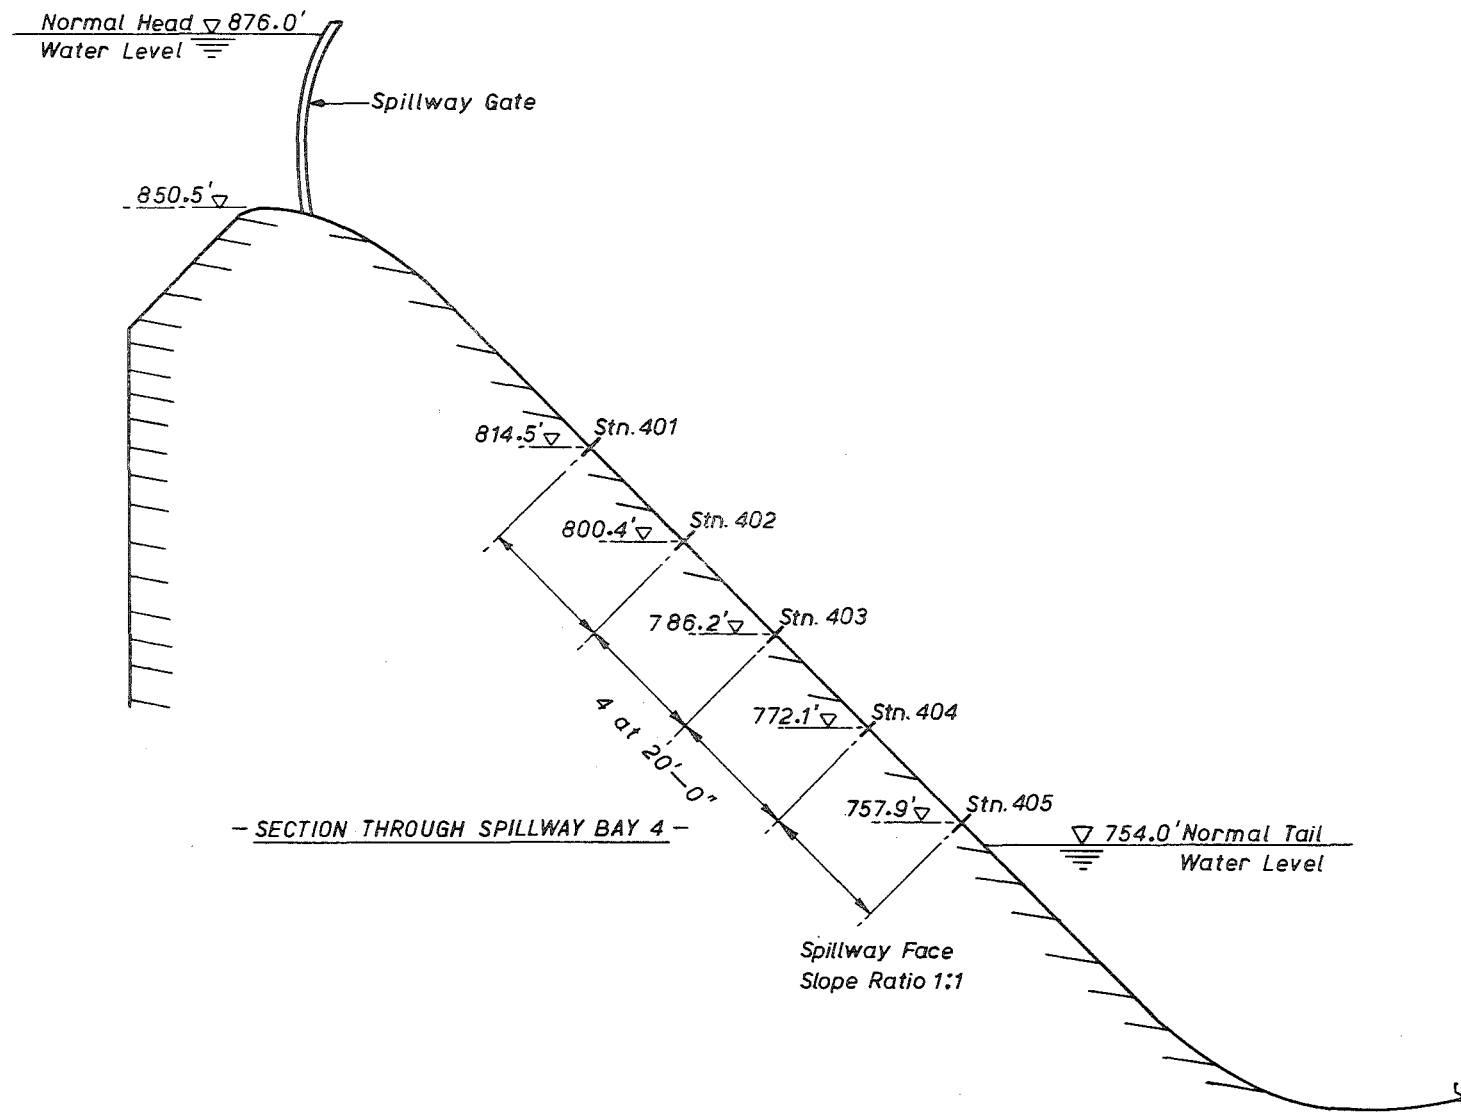 Normal Head 876.0'
Water Level
Spillway Gate
850.5'
814.5' Stn. 401
800.4' Stn. 402
786.2' Stn. 403
772.1' Stn. 404
757.9' Stn. 405
4 at 20'-0"
- SECTION THROUGH SPILLWAY BAY 4 -
754.0' Normal Tail
Water Level
Spillway Face
Slope Ratio 1:1